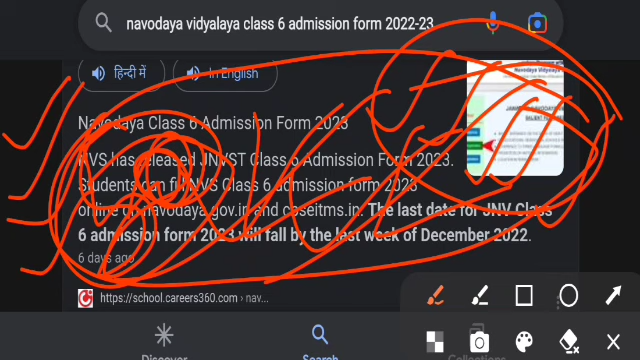 navodaya vidyalaya class 6 admission form 2022-23
हिन्दी में
In English
Navodaya Class 6 Admission Form 2023
NVS has released JNVST Class 6 Admission Form 2023.
Students can fill NVS Class 6 admission form 2023
online on navodaya.gov.in and cbseitms.in. The last date for JNV Class
6 admission form 2023 will fall by the last week of December 2022.
6 days ago
https://school.careers360.com › nav...
Discover
Search
Collections